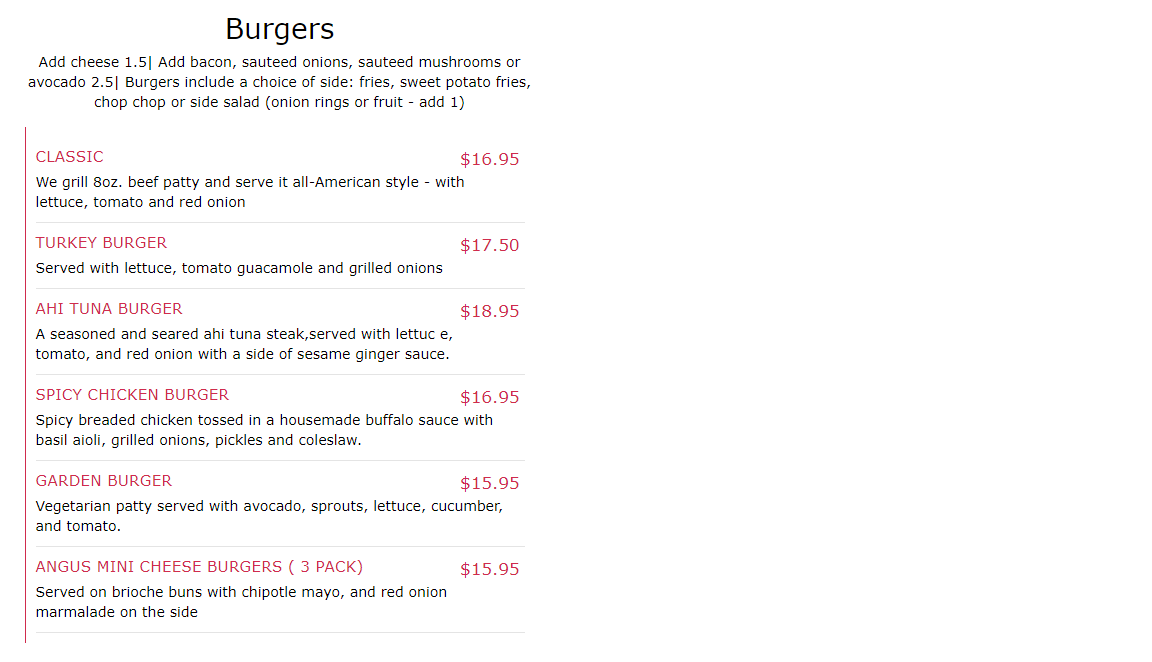 Burgers
Add cheese 1.5| Add bacon, sauteed onions, sauteed mushrooms or
avocado 2.5| Burgers include a choice of side: fries, sweet potato fries,
chop chop or side salad (onion rings or fruit - add 1)
CLASSIC $16.95
We grill 8oz. beef patty and serve it all-American style - with
lettuce, tomato and red onion
TURKEY BURGER $17.50
Served with lettuce, tomato guacamole and grilled onions
AHI TUNA BURGER $18.95
A seasoned and seared ahi tuna steak,served with lettuc e,
tomato, and red onion with a side of sesame ginger sauce.
SPICY CHICKEN BURGER $16.95
Spicy breaded chicken tossed in a housemade buffalo sauce with
basil aioli, grilled onions, pickles and coleslaw.
GARDEN BURGER $15.95
Vegetarian patty served with avocado, sprouts, lettuce, cucumber,
and tomato.
ANGUS MINI CHEESE BURGERS ( 3 PACK) $15.95
Served on brioche buns with chipotle mayo, and red onion
marmalade on the side